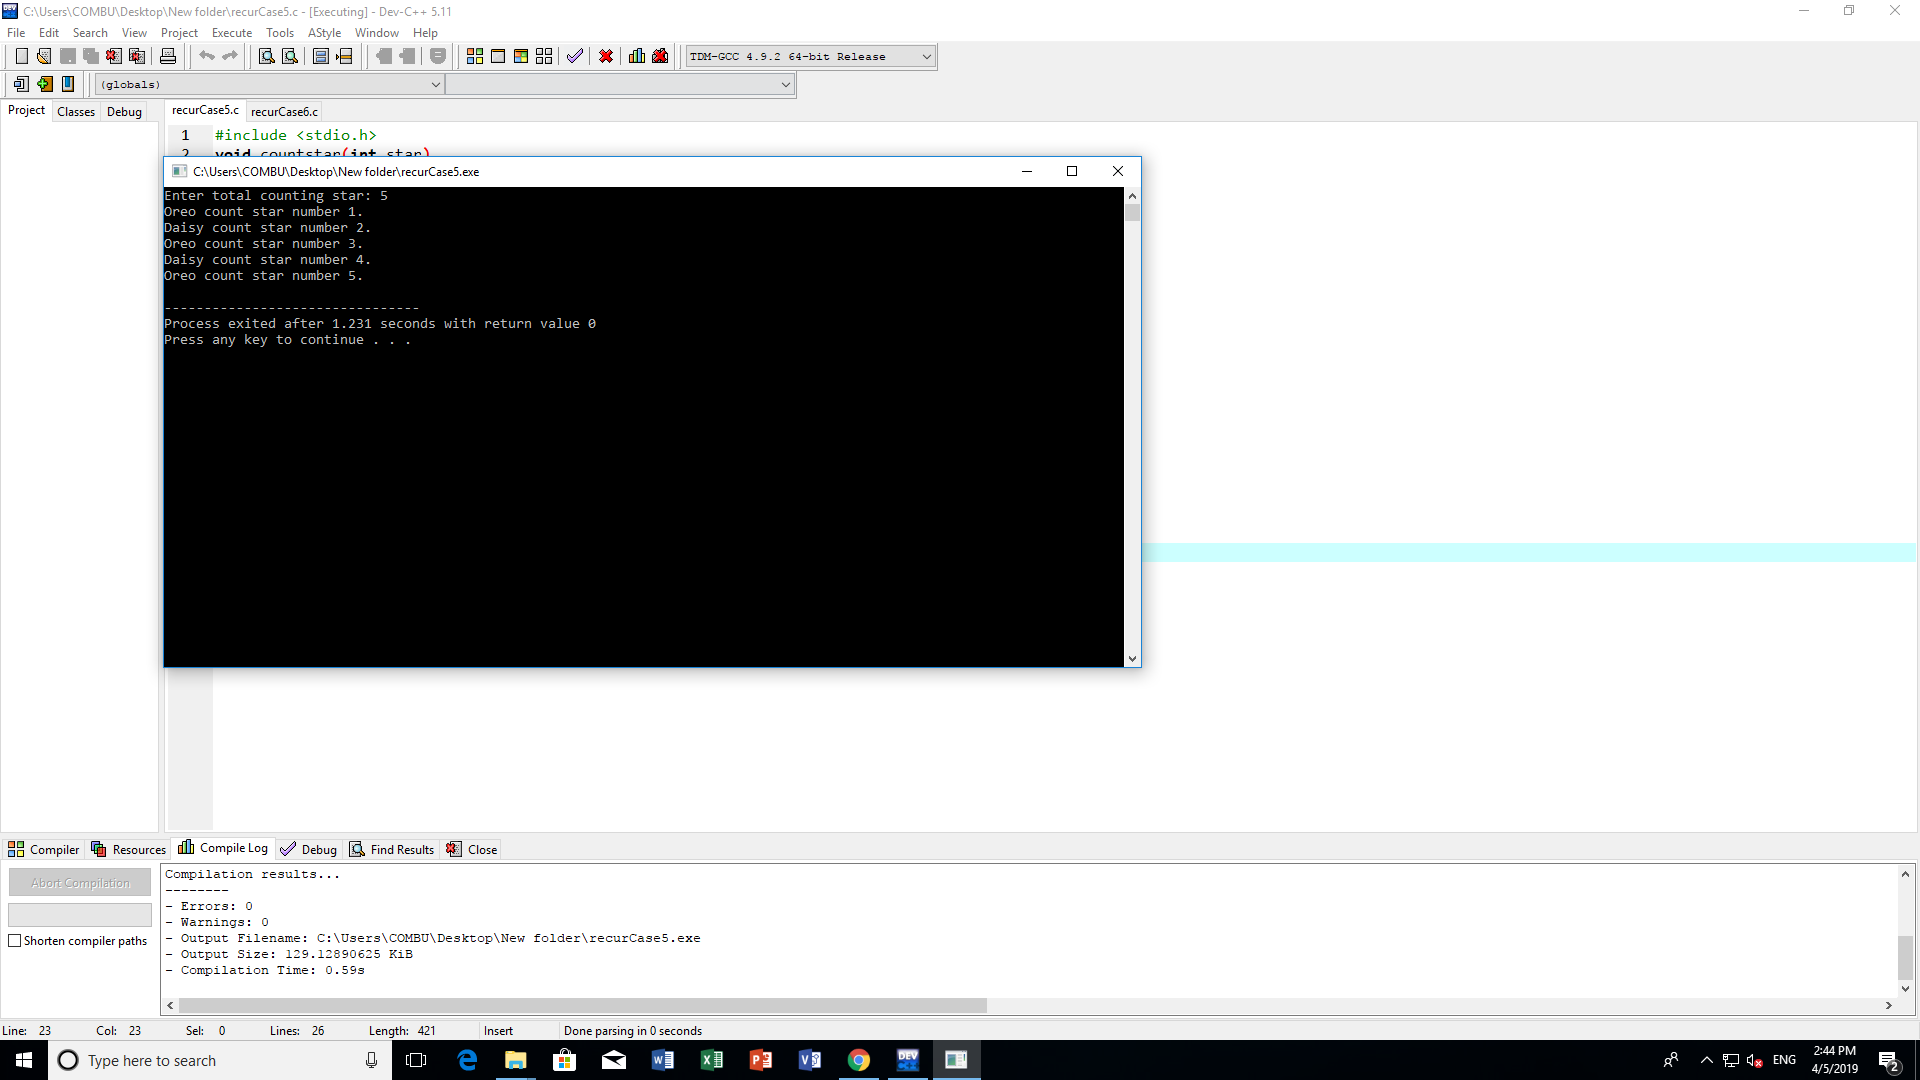 C:\Users\COMBU\Desktop\New folder\recurCase5.c - [Executing] - Dev-C++ 5.11
File Edit Search View Project Execute Tools AStyle Window Help
TDM-GCC 4.9.2 64-bit Release
(globals)
Project Classes Debug
recurCase5.c recurCase6.c
1 #include <stdio.h>
2 void countstar(int star)
C:\Users\COMBU\Desktop\New folder\recurCase5.exe
Enter total counting star: 5
Oreo count star number 1.
Daisy count star number 2.
Oreo count star number 3.
Daisy count star number 4.
Oreo count star number 5.
--------------------------------
Process exited after 1.231 seconds with return value 0
Press any key to continue . . .
Compiler Resources Compile Log Debug Find Results Close
Abort Compilation
Shorten compiler paths
Compilation results...
--------
- Errors: 0
- Warnings: 0
- Output Filename: C:\Users\COMBU\Desktop\New folder\recurCase5.exe
- Output Size: 129.12890625 KiB
- Compilation Time: 0.59s
Line: 23 Col: 23 Sel: 0 Lines: 26 Length: 421 Insert Done parsing in 0 seconds
Type here to search
DEV
ENG
2:44 PM
4/5/2019
2